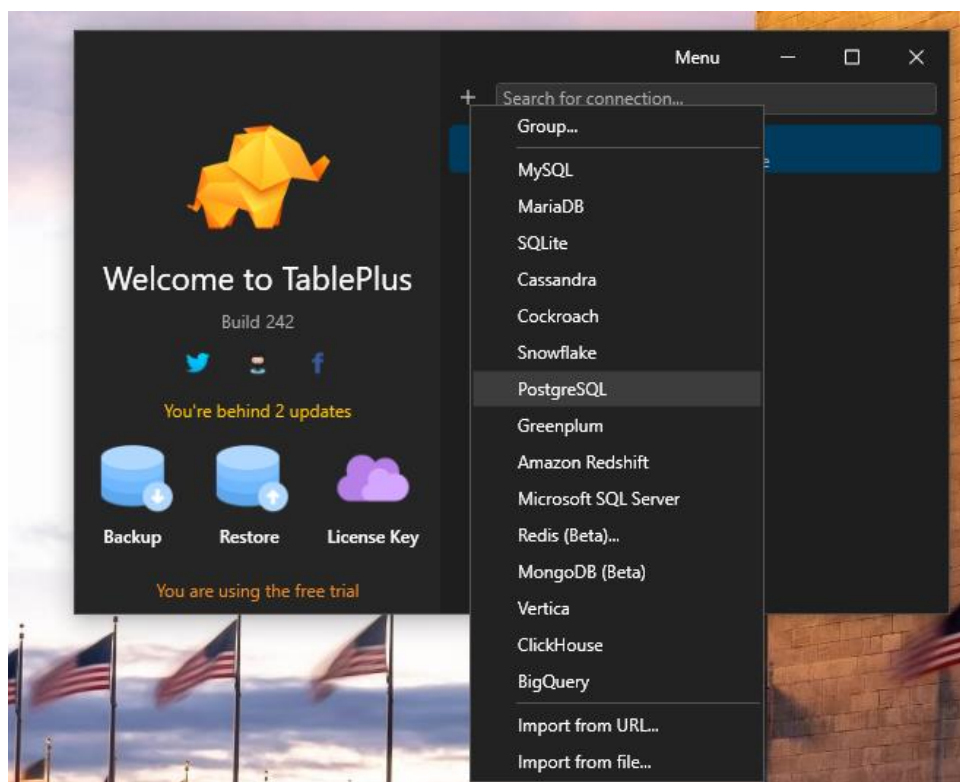 Menu
Search for connection...
Group...
MySQL
MariaDB
SQLite
Cassandra
Cockroach
Snowflake
PostgreSQL
Greenplum
Amazon Redshift
Microsoft SQL Server
Redis (Beta)...
MongoDB (Beta)
Vertica
ClickHouse
BigQuery
Import from URL...
Import from file...
Welcome to TablePlus
Build 242
You're behind 2 updates
Backup
Restore
License Key
You are using the free trial